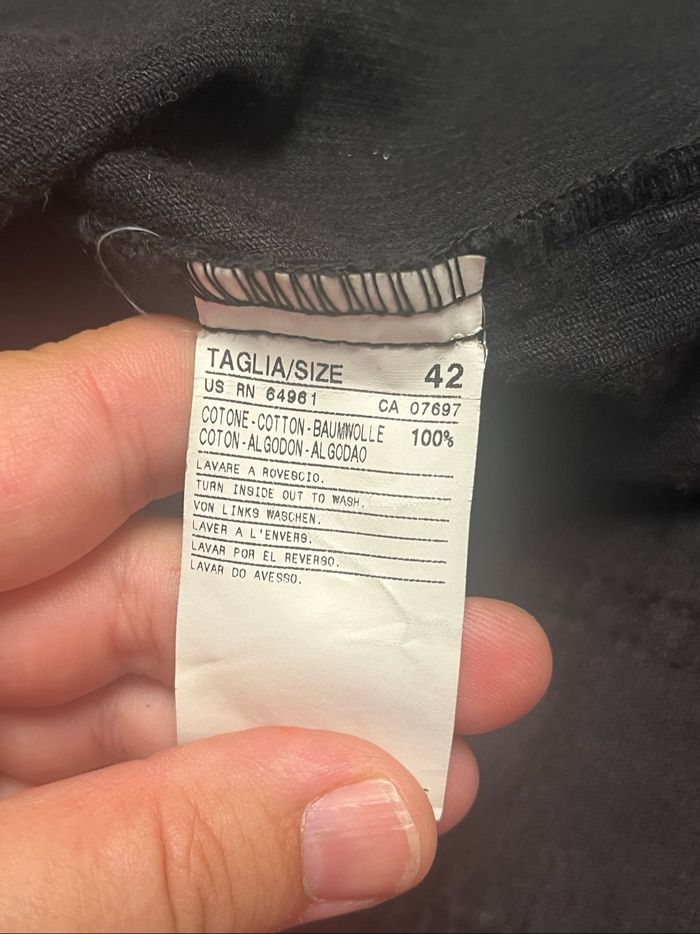 TAGLIA/SIZE 42
US RN 64961 CA 07697
COTONE-COTTON-BAUMWOLLE 100%
COTON-ALGODON-ALGODAO
LAVARE A ROVESCIO.
TURN INSIDE OUT TO WASH.
VON LINKS WASCHEN.
LAVER A L'ENVERS.
LAVAR POR EL REVERSO.
LAVAR DO AVESSO.